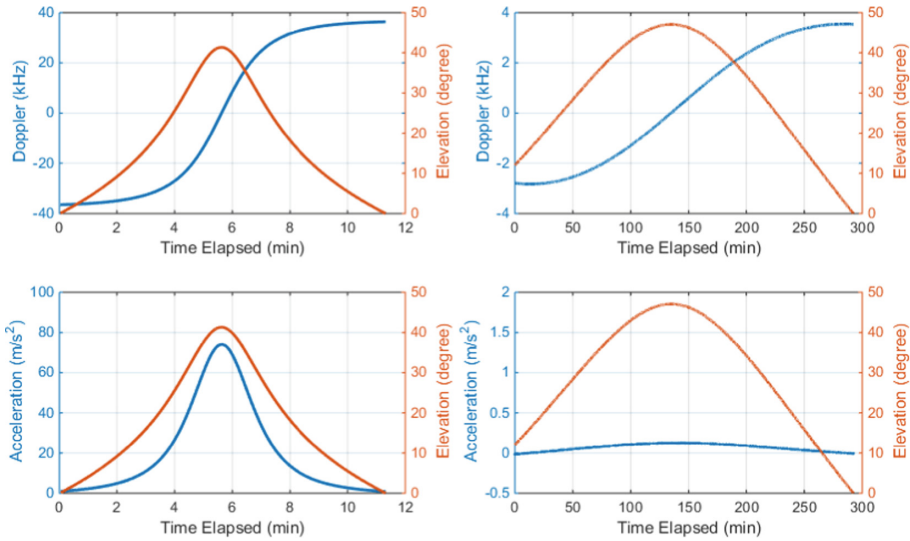 40 50 4 50
Doppler (kHz) Elevation (degree) Doppler (kHz) Elevation (degree)
20 40 2 40
30 30
0 0
20 20
-20 -2
10 10
-40 0 -4 0
0 2 4 6 8 10 12 0 50 100 150 200 250 300
Time Elapsed (min) Time Elapsed (min)
100 50 2 50
Acceleration (m/s²) Elevation (degree) Acceleration (m/s²) Elevation (degree)
80 40 1.5 40
60 30 1 30
40 20 0.5 20
20 10 0 10
0 0 -0.5 0
0 2 4 6 8 10 12 0 50 100 150 200 250 300
Time Elapsed (min) Time Elapsed (min)